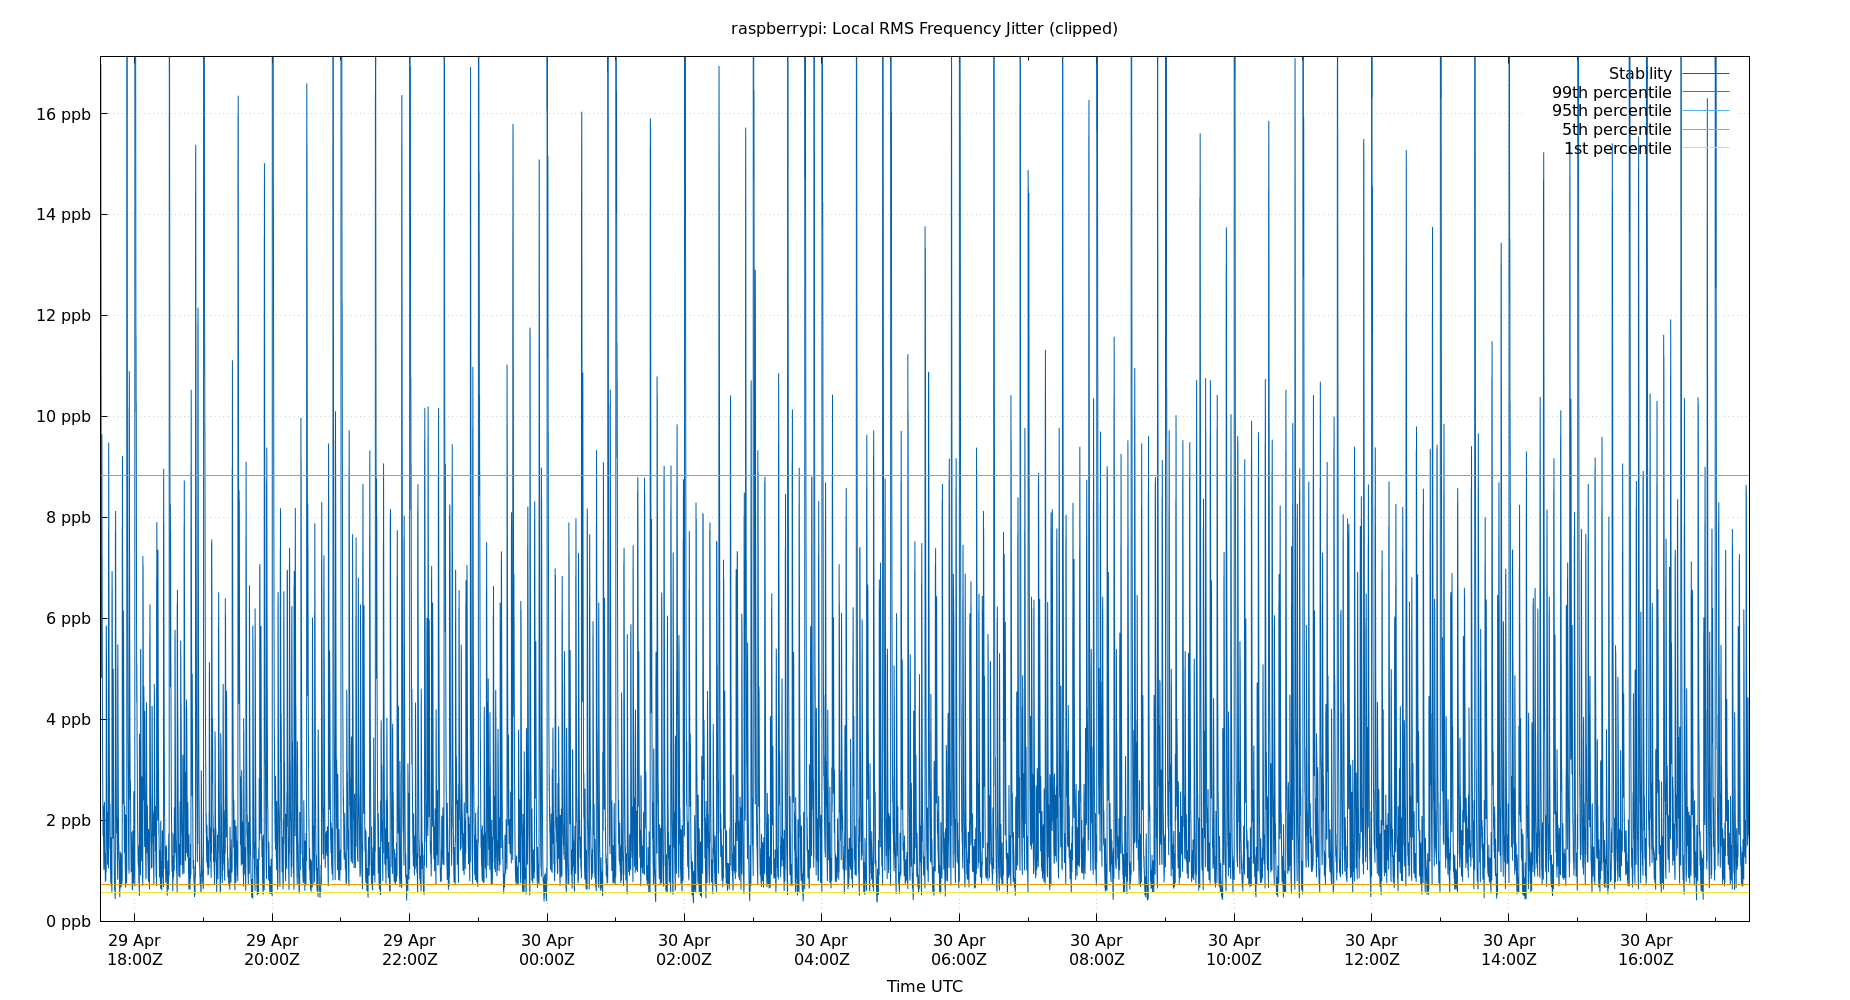 raspberrypi: Local RMS Frequency Jitter (clipped)
Stability
99th percentile
95th percentile
5th percentile
1st percentile
16 ppb
14 ppb
12 ppb
10 ppb
8 ppb
6 ppb
4 ppb
2 ppb
0 ppb
29 Apr 29 Apr 29 Apr 30 Apr 30 Apr 30 Apr 30 Apr 30 Apr 30 Apr 30 Apr 30 Apr 30 Apr
18:00Z 20:00Z 22:00Z 00:00Z 02:00Z 04:00Z 06:00Z 08:00Z 10:00Z 12:00Z 14:00Z 16:00Z
Time UTC